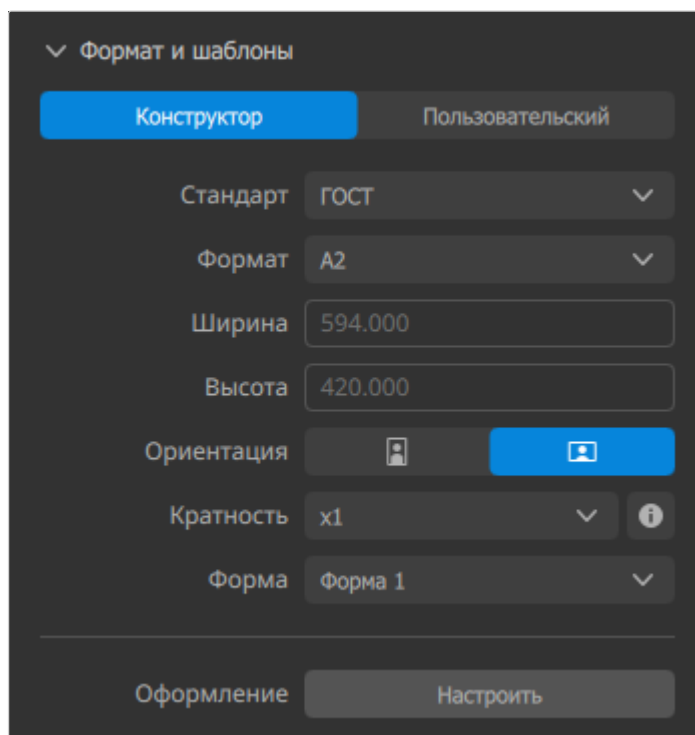 Формат и шаблоны
Конструктор Пользовательский
Стандарт ГОСТ
Формат А2
Ширина 594.000
Высота 420.000
Ориентация
Кратность x1
Форма Форма 1
Оформление Настроить